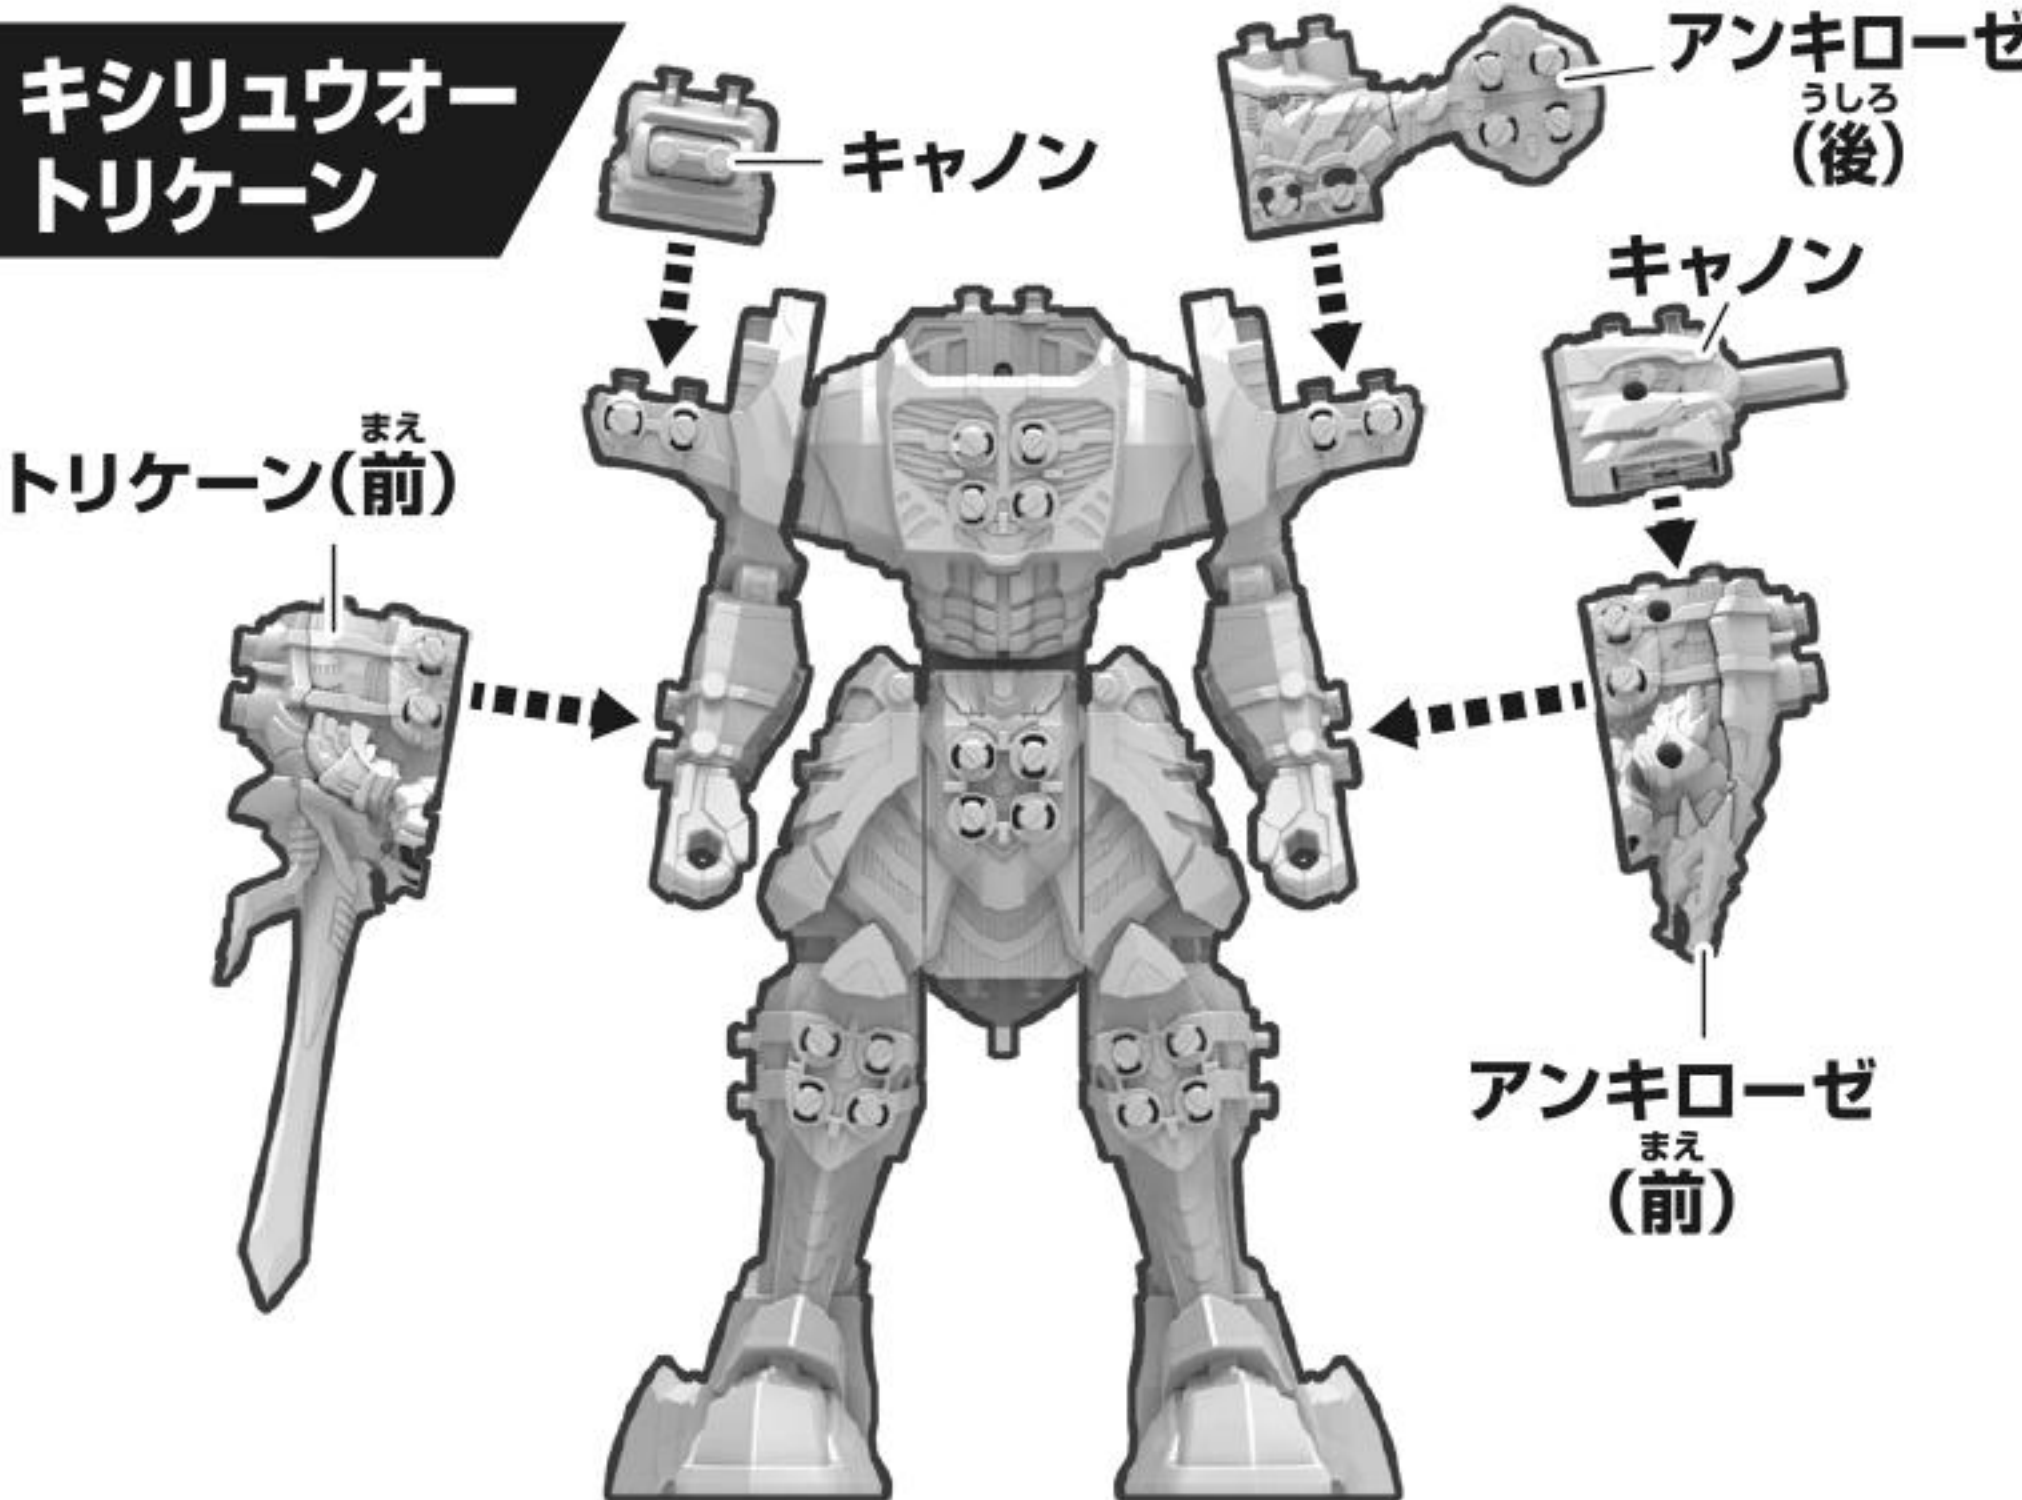 キシリュウオー
トリケーン
キャノン
アンキローゼ
うしろ
(後)
キャノン
まえ
トリケーン(前)
アンキローゼ
まえ
(前)